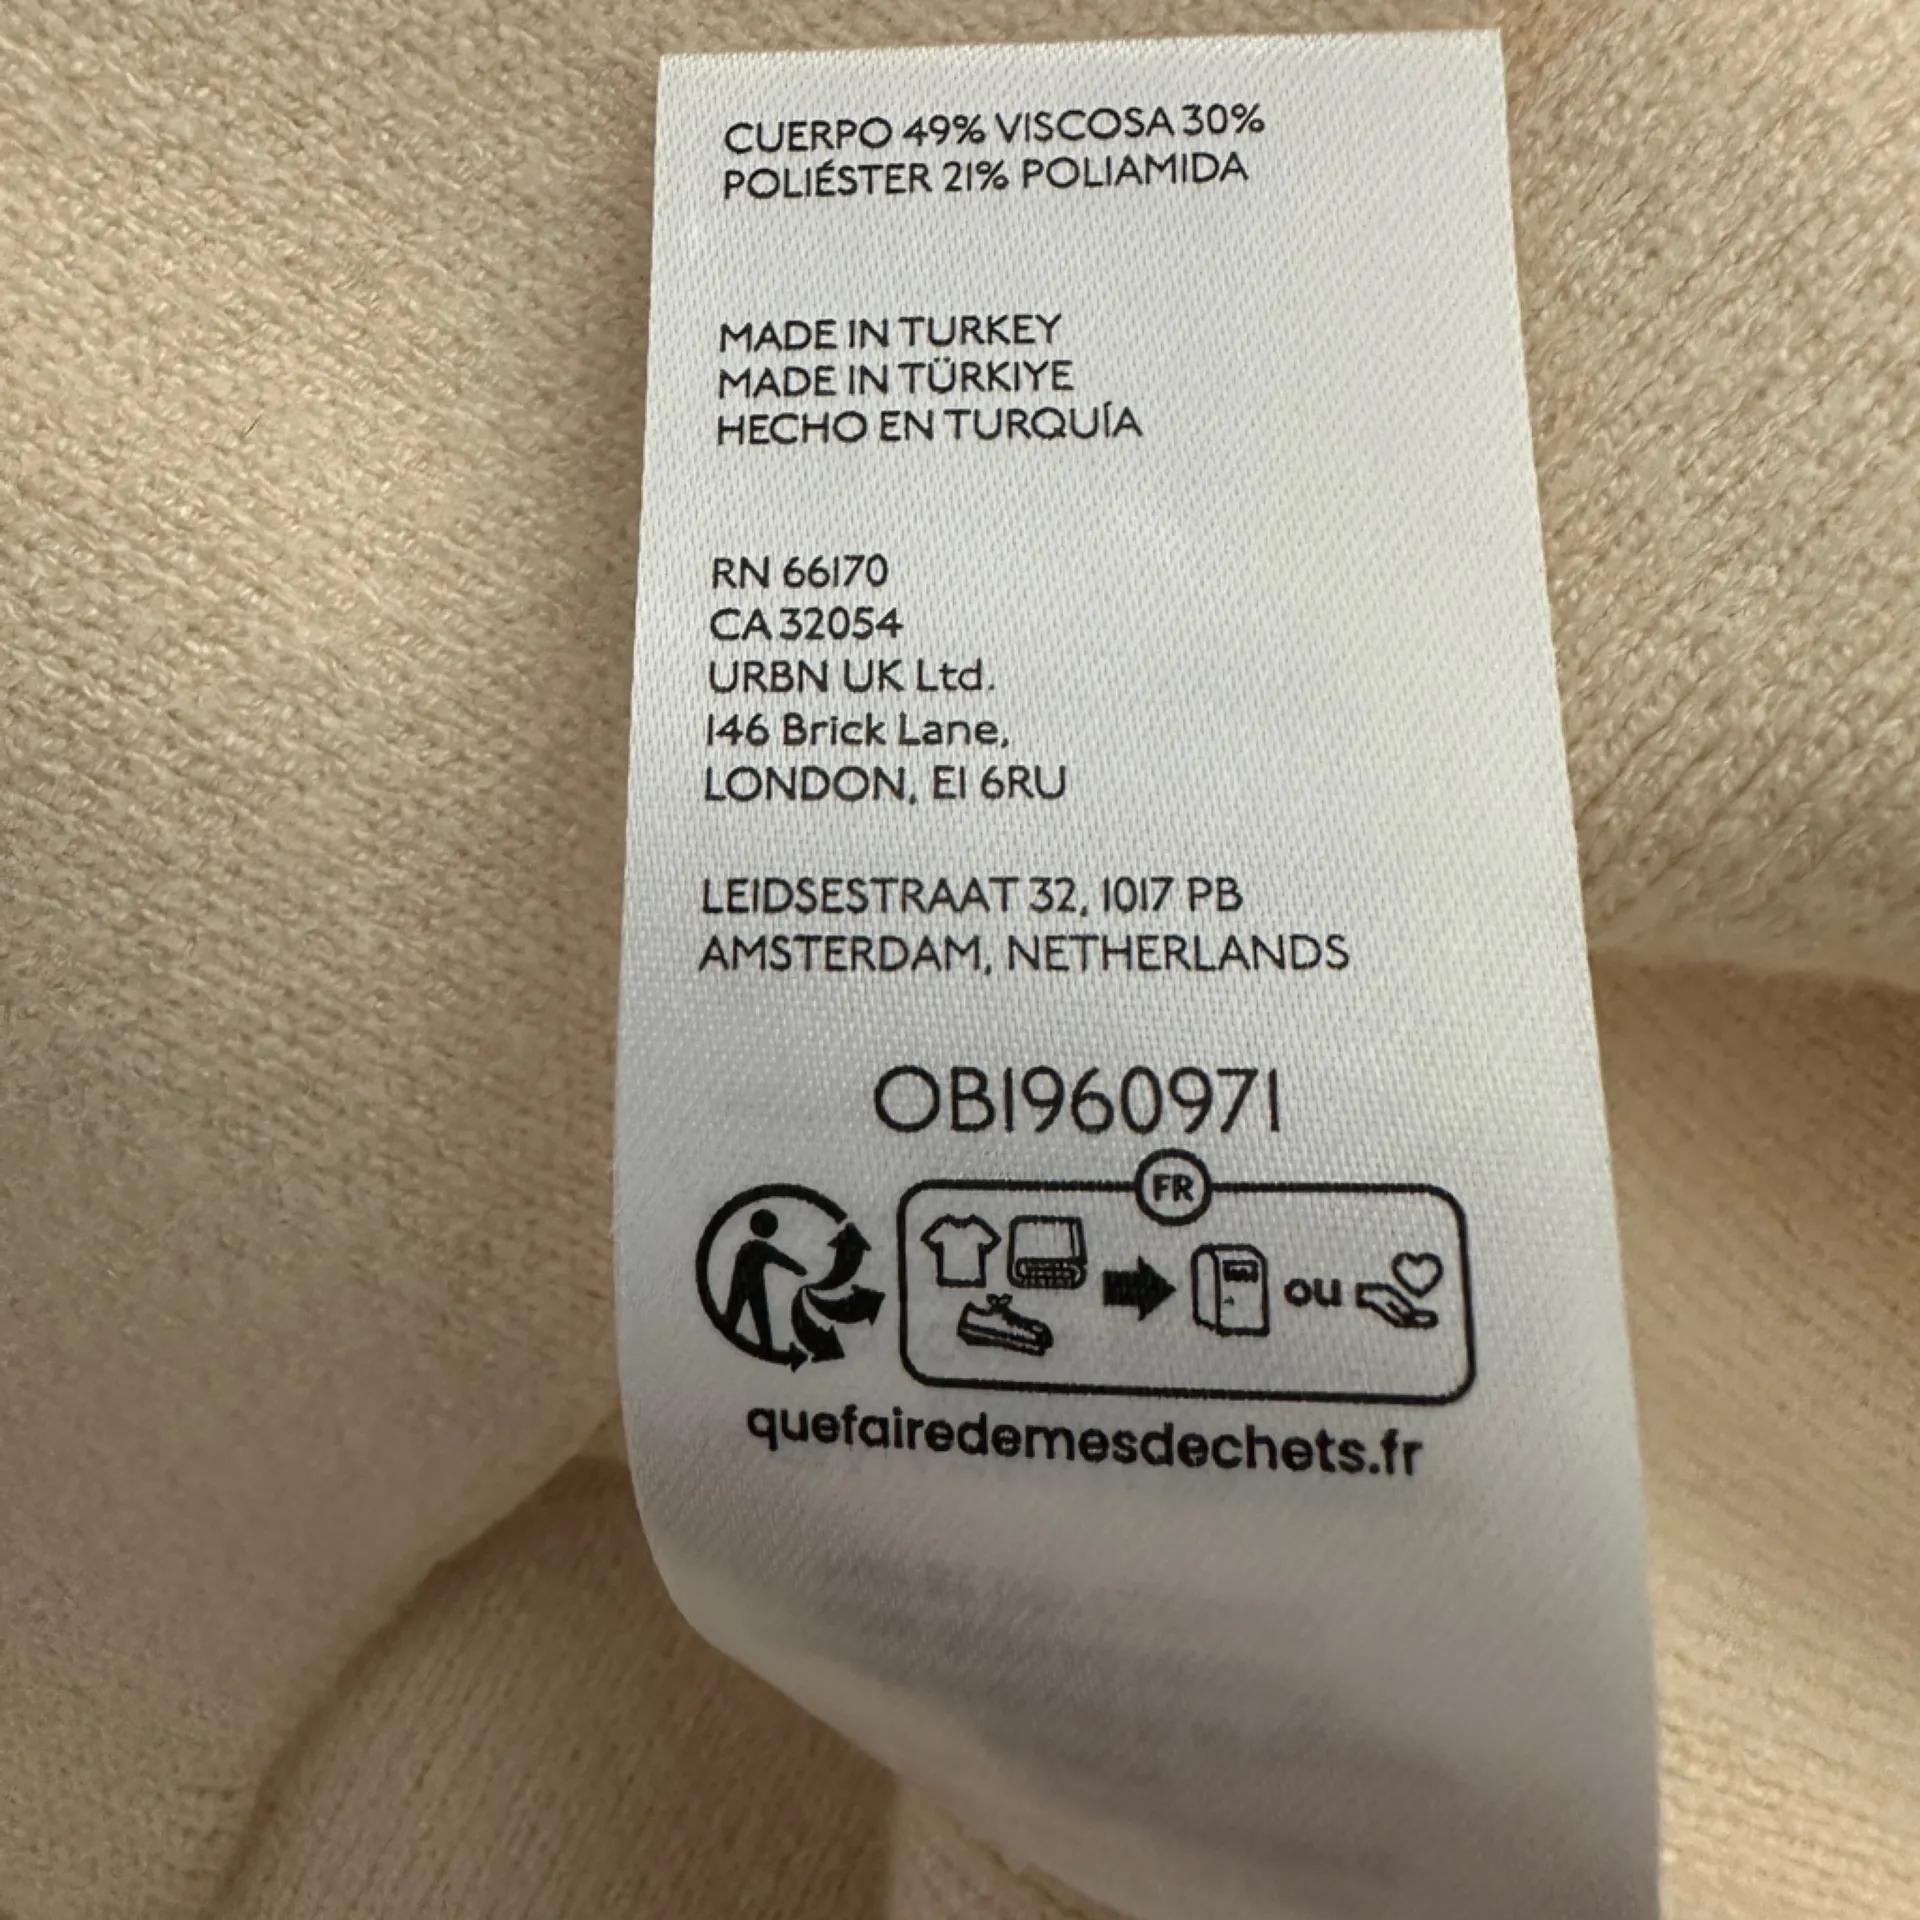 CUERPO 49% VISCOSA 30%
POLIÉSTER 21% POLIAMIDA
MADE IN TURKEY
MADE IN TÜRKIYE
HECHO EN TURQUÍA
RN 66170
CA 32054
URBN UK Ltd.
146 Brick Lane,
LONDON, E1 6RU
LEIDSESTRAAT 32, 1017 PB
AMSTERDAM, NETHERLANDS
OB1960971
FR
ou
quefairedemesdechets.fr